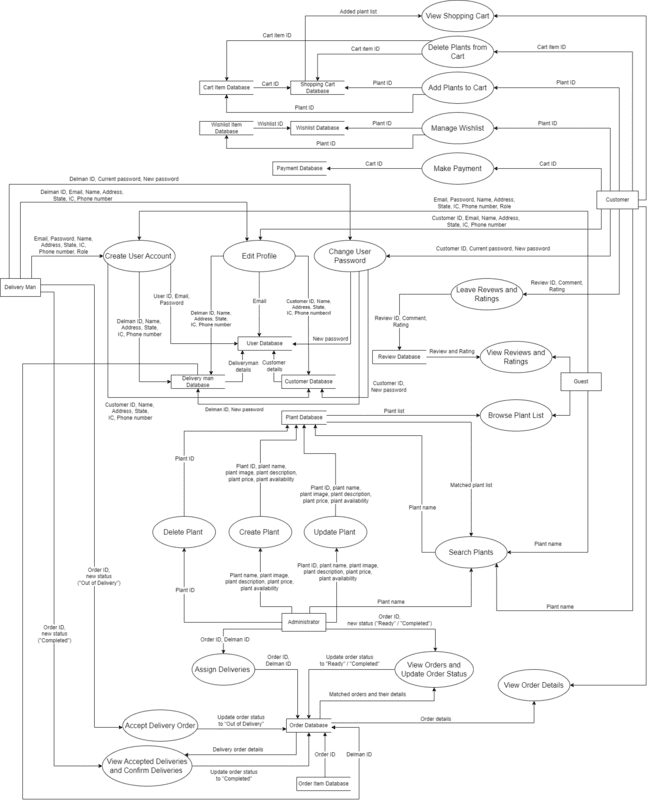 Added plant list
View Shopping Cart
Cart item ID
Cart item ID
Delete Plants from
Cart
Cart item ID
Cart Item Database
Cart ID
Shopping Cart
Database
Plant ID
Add Plants to Cart
Plant ID
Plant ID
Wishlist Item
Database
Wishlist ID
Wishlist Database
Plant ID
Manage Wishlist
Plant ID
Plant ID
Payment Database
Cart ID
Make Payment
Cart ID
Delman ID, Current password, New password
Delman ID, Email, Name, Address,
State, IC, Phone number
Email, Password, Name, Address,
State, IC, Phone number, Role
Customer
Customer ID, Email, Name, Address,
State, IC, Phone number
Email, Password, Name,
Address, State, IC,
Phone number, Role
Create User Account
Edit Profile
Change User
Password
Customer ID, Current password, New password
Delivery Man
User ID, Email,
Password
Email
Customer ID, Name,
Address, State,
IC, Phone number
Delman ID, Name,
Address, State,
IC, Phone number
Delman ID, Name,
Address, State,
IC, Phone number
New password
User Database
Deliveryman
details
Customer
details
Delivery man
Database
Customer Database
Customer ID,
New password
Customer ID, Name,
Address, State,
IC, Phone number
Delman ID, New password
Leave Revews and
Ratings
Review ID, Comment,
Rating
Review ID, Comment,
Rating
Review Database
Review and Rating
View Reviews and
Ratings
Guest
Plant Database
Plant list
Browse Plant List
Plant ID
Plant ID, plant name,
plant image, plant description,
plant price, plant availability
Plant ID, plant name,
plant image, plant description,
plant price, plant availability
Matched plant list
Plant name
Delete Plant
Create Plant
Update Plant
Search Plants
Plant name
Plant name
Order ID,
new status
("Out of Delivery")
Plant ID
Plant name, plant image,
plant description, plant price,
plant availability
Plant ID, plant name, plant image,
plant description, plant price,
plant availability
Plant name
Administrator
Order ID,
new status ("Ready" / "Completed")
Order ID,
new status
("Completed")
Order ID, Delman ID
Assign Deliveries
Order ID,
Delman ID
Update order status
to "Ready" / "Completed"
View Orders and
Update Order Status
Matched orders and their details
View Order Details
Accept Delivery Order
Update order status
to "Out of Delivery"
Order Database
Order details
Delivery order details
Order ID
Delman ID
View Accepted Deliveries
and Confirm Deliveries
Update order status
to "Completed"
Order Item Database